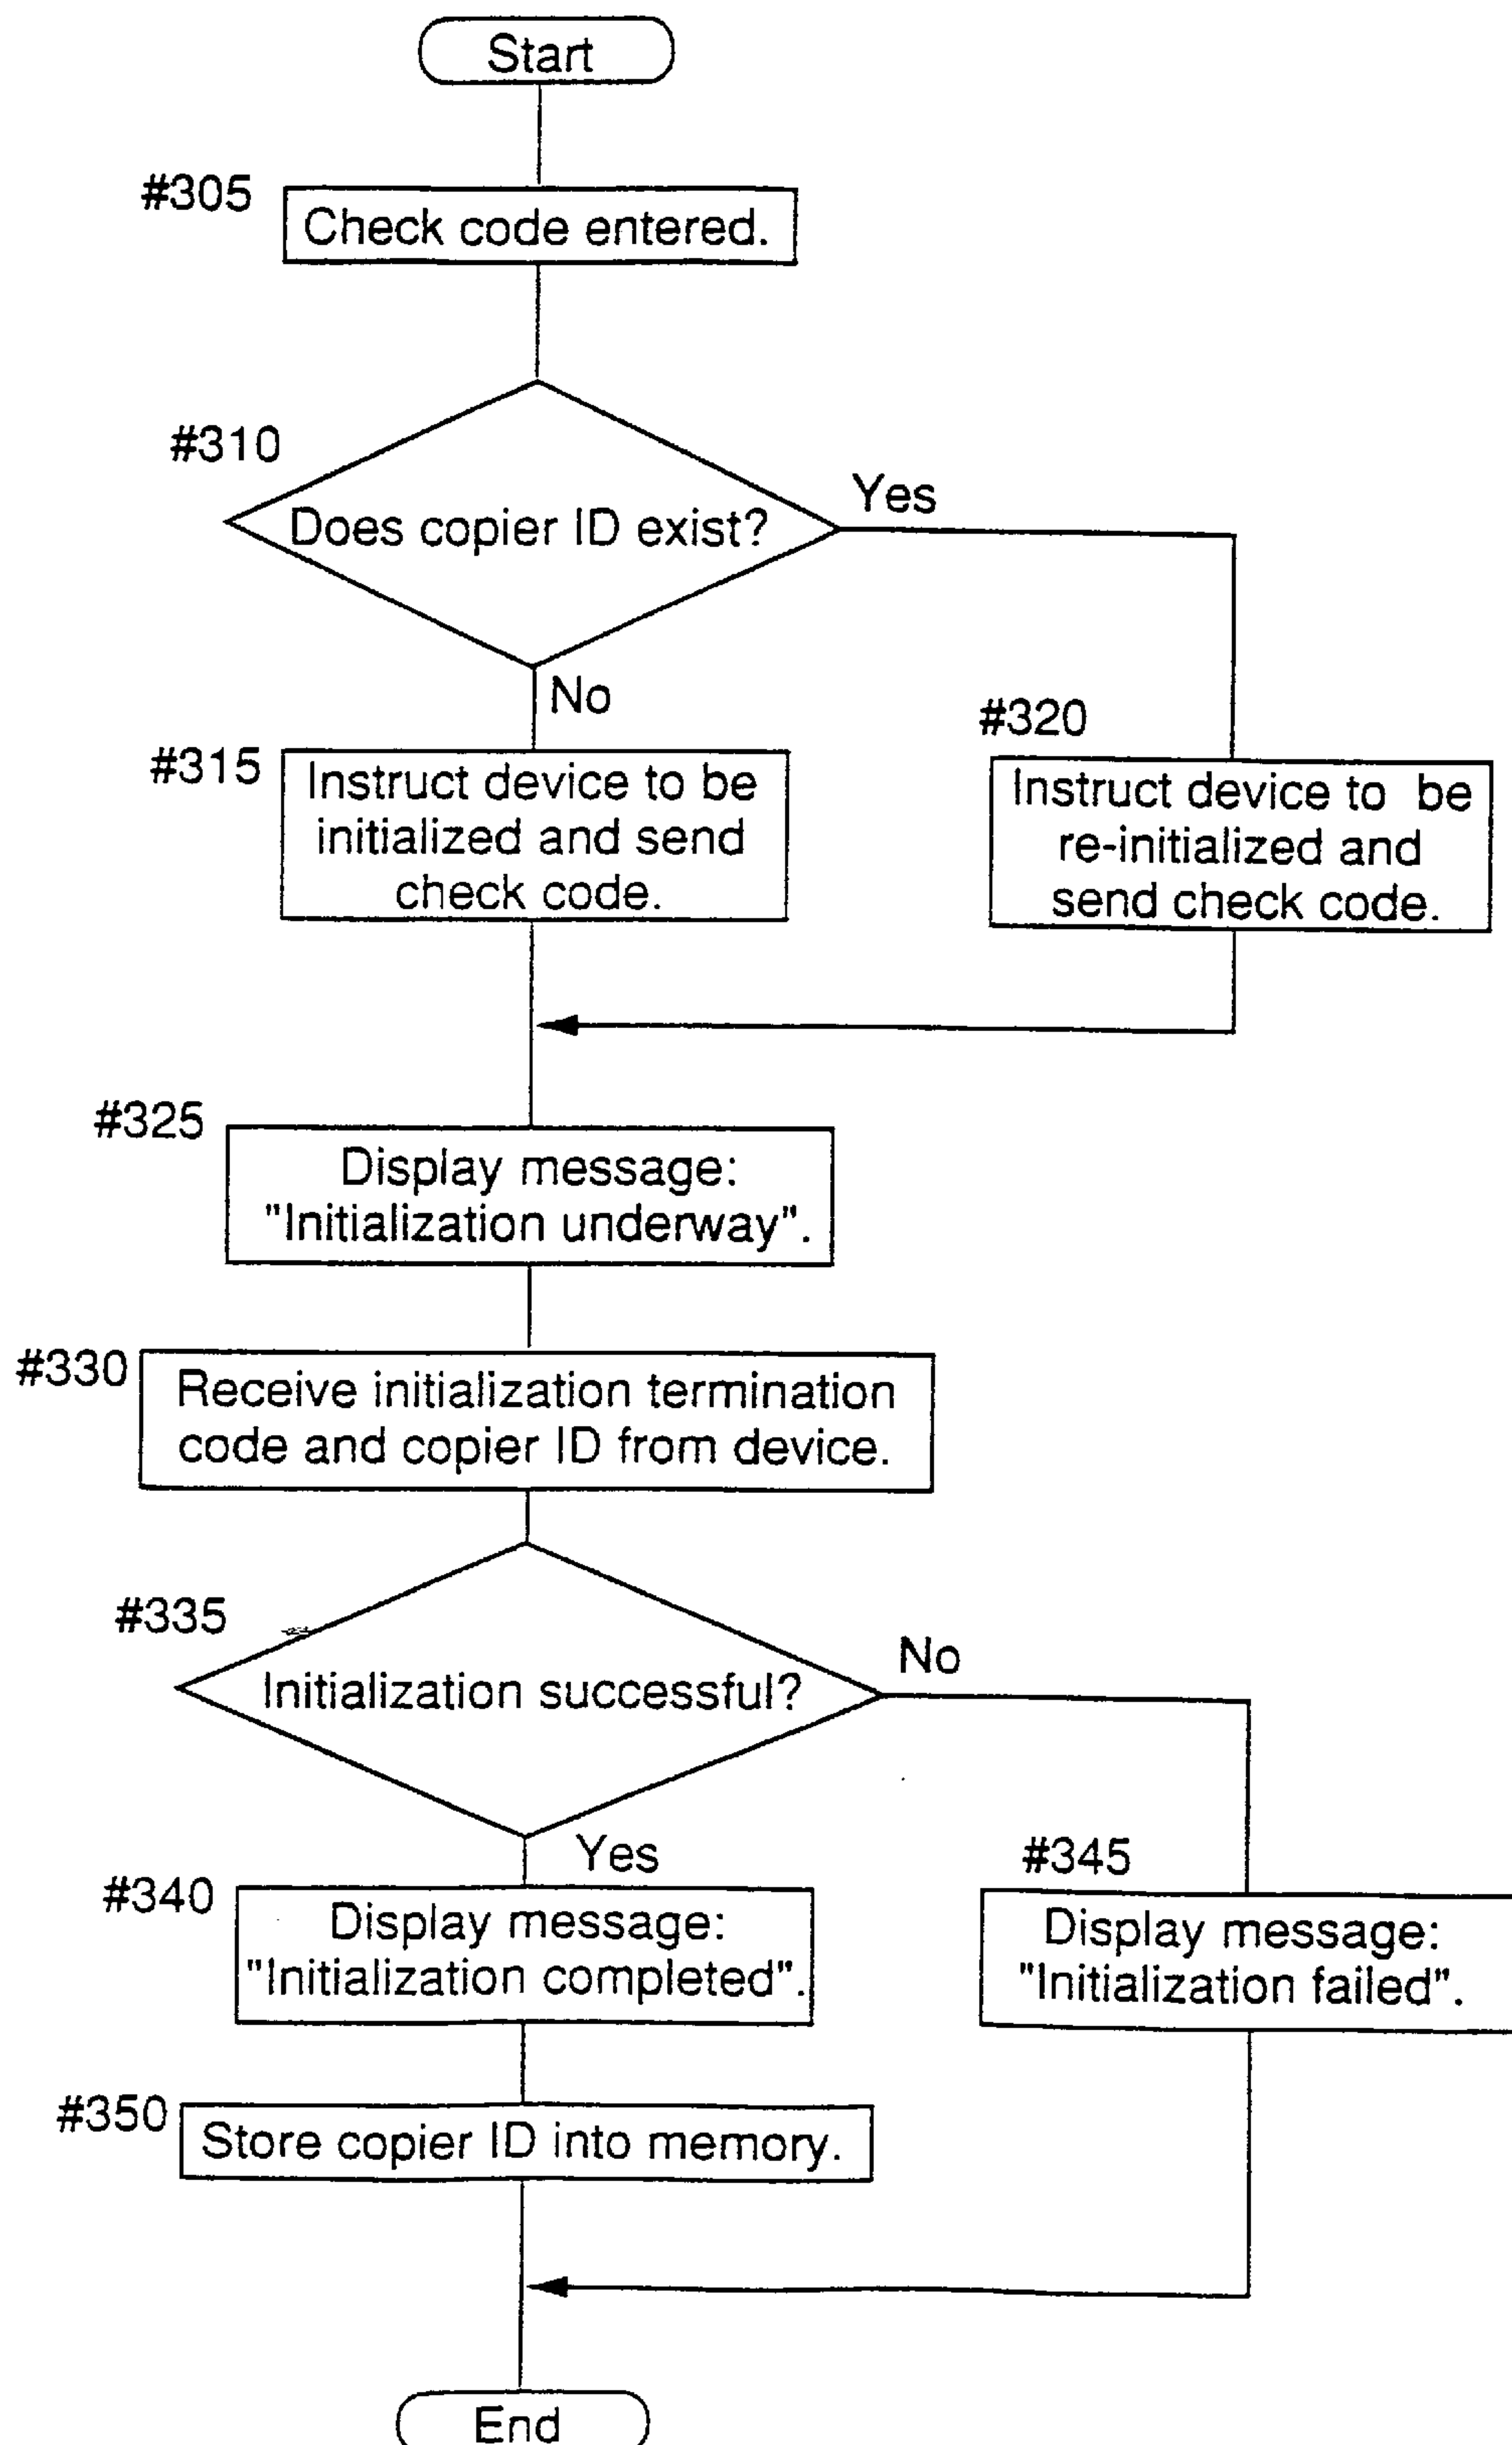 Start
#305
Check code entered.
#310
Does copier ID exist?
Yes
No
#315
Instruct device to be
initialized and send
check code.
#320
Instruct device to be
re-initialized and
send check code.
#325
Display message:
"Initialization underway".
#330
Receive initialization termination
code and copier ID from device.
#335
Initialization successful?
No
Yes
#340
Display message:
"Initialization completed".
#345
Display message:
"Initialization failed".
#350
Store copier ID into memory.
End